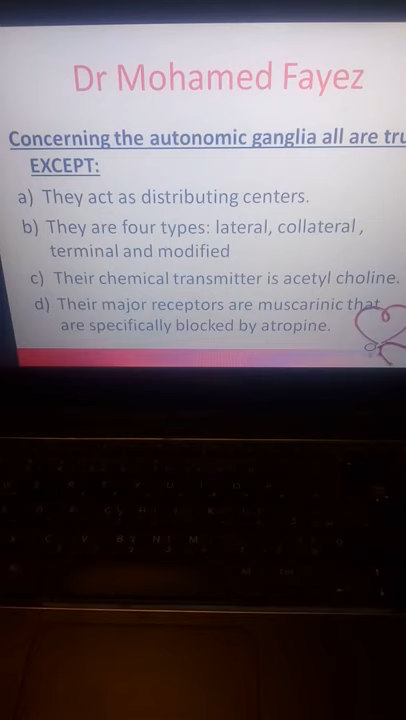 Dr Mohamed Fayez
Concerning the autonomic ganglia all are tru
EXCEPT:
a) They act as distributing centers.
b) They are four types: lateral, collateral,
terminal and modified
c) Their chemical transmitter is acetyl choline.
d) Their major receptors are muscarinic that
are specifically blocked by atropine.